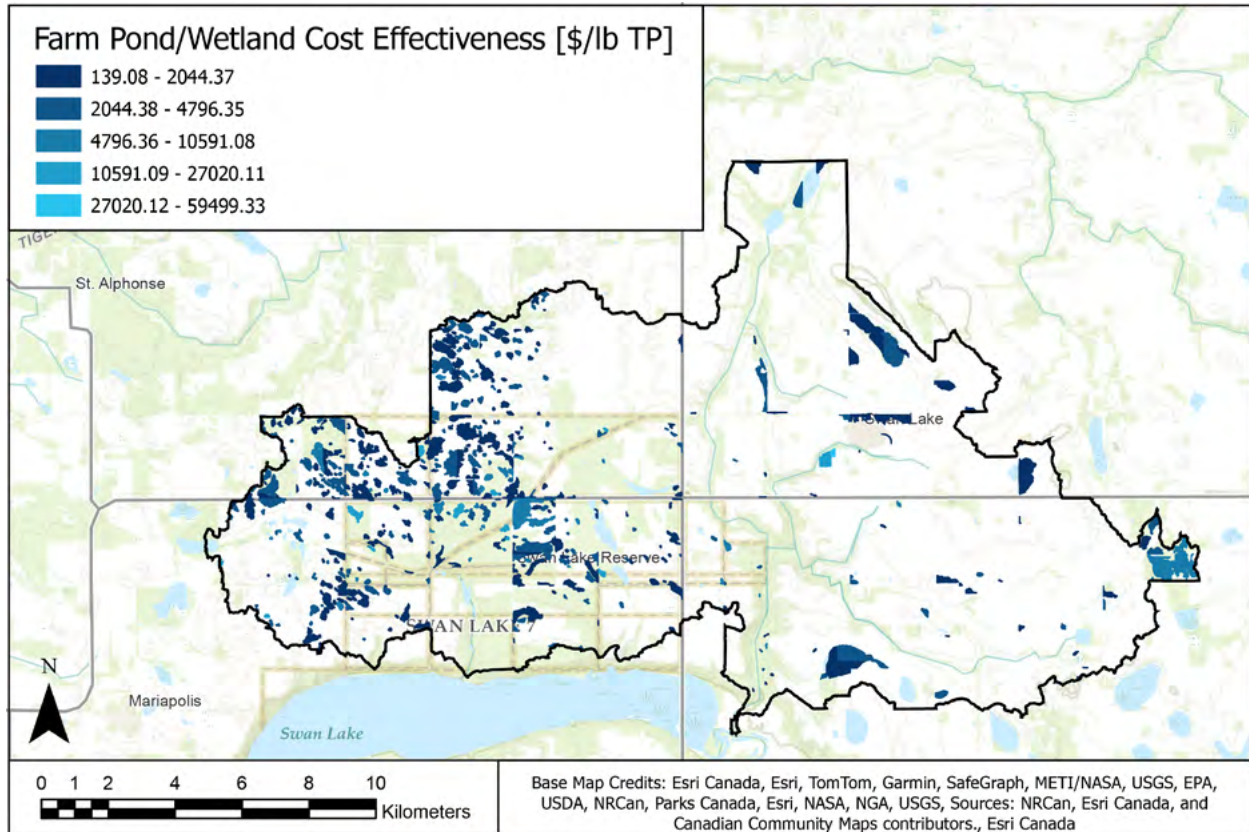 Farm Pond/Wetland Cost Effectiveness [$/lb TP]
139.08 - 2044.37
2044.38 - 4796.35
4796.36 - 10591.08
10591.09 - 27020.11
27020.12 - 59499.33
TIGE
St. Alphonse
Swan Lake
Swan Lake Reserve
SWAN LAKE 7
N
Mariapolis
Swan Lake
0 1 2 4 6 8 10
Kilometers
Base Map Credits: Esri Canada, Esri, TomTom, Garmin, SafeGraph, METI/NASA, USGS, EPA,
USDA, NRCan, Parks Canada, Esri, NASA, NGA, USGS, Sources: NRCan, Esri Canada, and
Canadian Community Maps contributors., Esri Canada